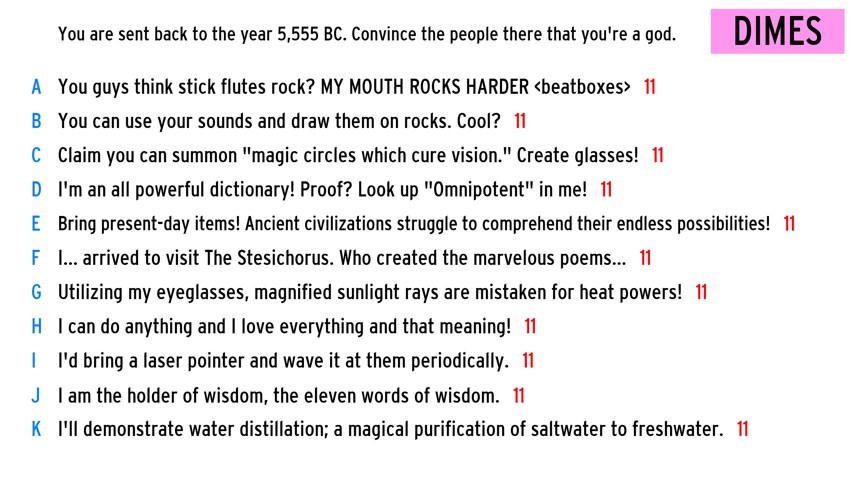 You are sent back to the year 5,555 BC. Convince the people there that you're a god.
DIMES
A You guys think stick flutes rock? MY MOUTH ROCKS HARDER <beatboxes> 11
B You can use your sounds and draw them on rocks. Cool? 11
C Claim you can summon "magic circles which cure vision." Create glasses! 11
D I'm an all powerful dictionary! Proof? Look up "Omnipotent" in me! 11
E Bring present-day items! Ancient civilizations struggle to comprehend their endless possibilities! 11
F I... arrived to visit The Stesichorus. Who created the marvelous poems... 11
G Utilizing my eyeglasses, magnified sunlight rays are mistaken for heat powers! 11
H I can do anything and I love everything and that meaning! 11
I I'd bring a laser pointer and wave it at them periodically. 11
J I am the holder of wisdom, the eleven words of wisdom. 11
K I'll demonstrate water distillation; a magical purification of saltwater to freshwater. 11